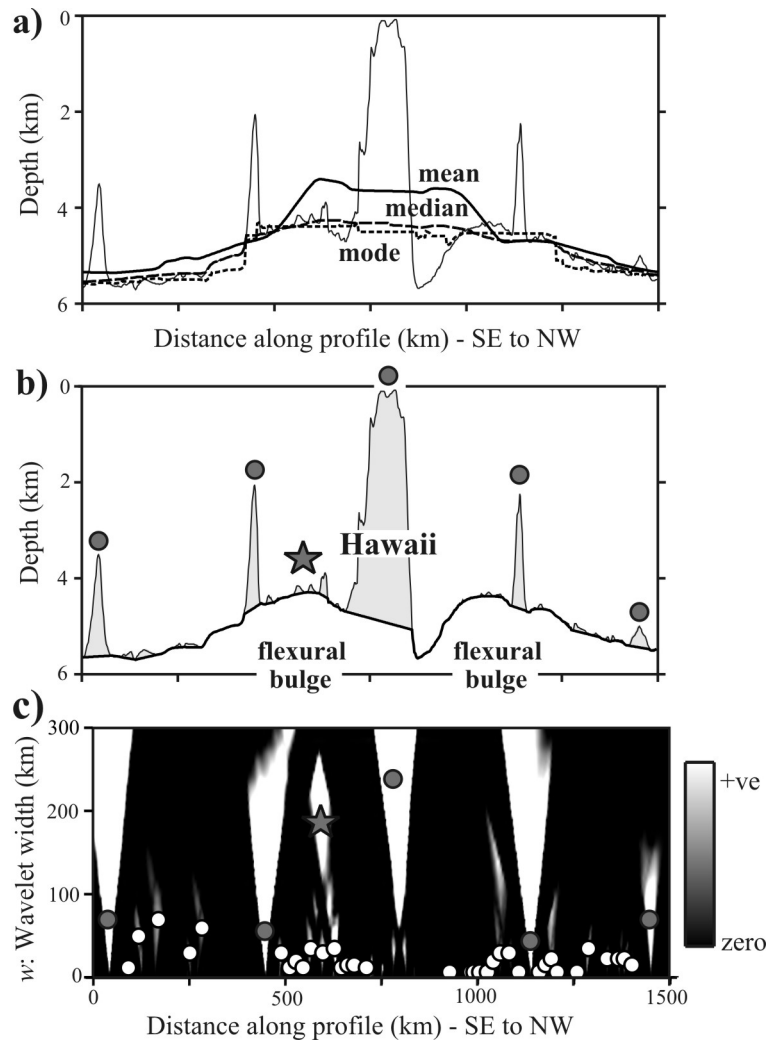 a)
0
2
4
6
Depth (km)
mean
median
mode
Distance along profile (km) - SE to NW
b)
0
2
4
6
Depth (km)
Hawaii
flexural
bulge
flexural
bulge
c)
300
200
100
0
w: Wavelet width (km)
+ve
zero
0
500
1000
1500
Distance along profile (km) - SE to NW